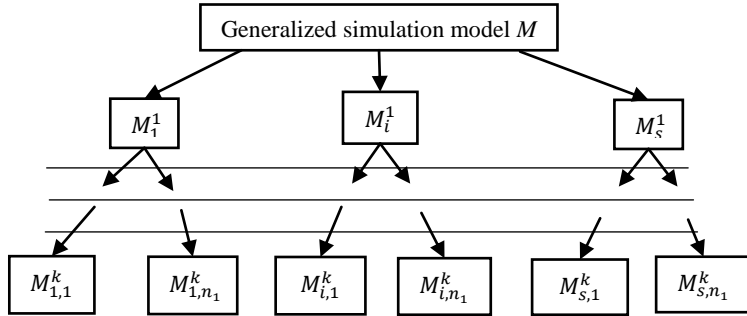 Generalized simulation model M
M_1^1 M_i^1 M_s^1
M_{1,1}^k M_{1,n_1}^k M_{i,1}^k M_{i,n_1}^k M_{s,1}^k M_{s,n_1}^k